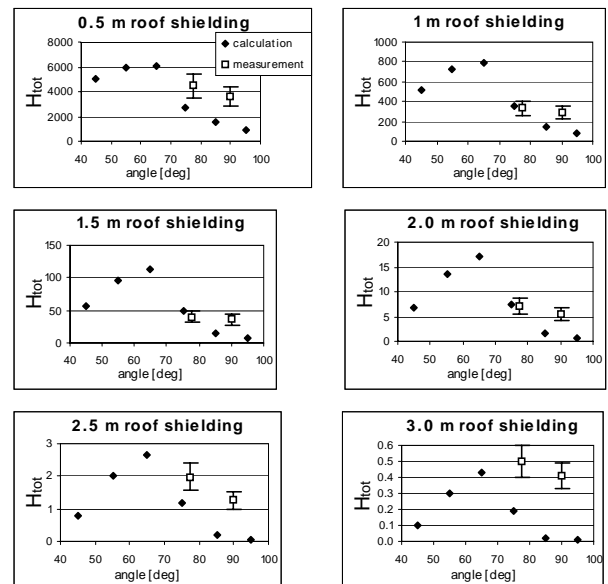 0.5 m roof shielding
8000
6000
4000
2000
0
Htot
40 50 60 70 80 90 100
angle [deg]
calculation
measurement
1 m roof shielding
1000
800
600
400
200
0
Htot
40 50 60 70 80 90 100
angle [deg]
1.5 m roof shielding
150
100
50
0
Htot
40 50 60 70 80 90 100
angle [deg]
2.0 m roof shielding
20
15
10
5
0
Htot
40 50 60 70 80 90 100
angle [deg]
2.5 m roof shielding
3
2
1
0
Htot
40 50 60 70 80 90 100
angle [deg]
3.0 m roof shielding
0.6
0.5
0.4
0.3
0.2
0.1
0.0
Htot
40 50 60 70 80 90 100
angle [deg]